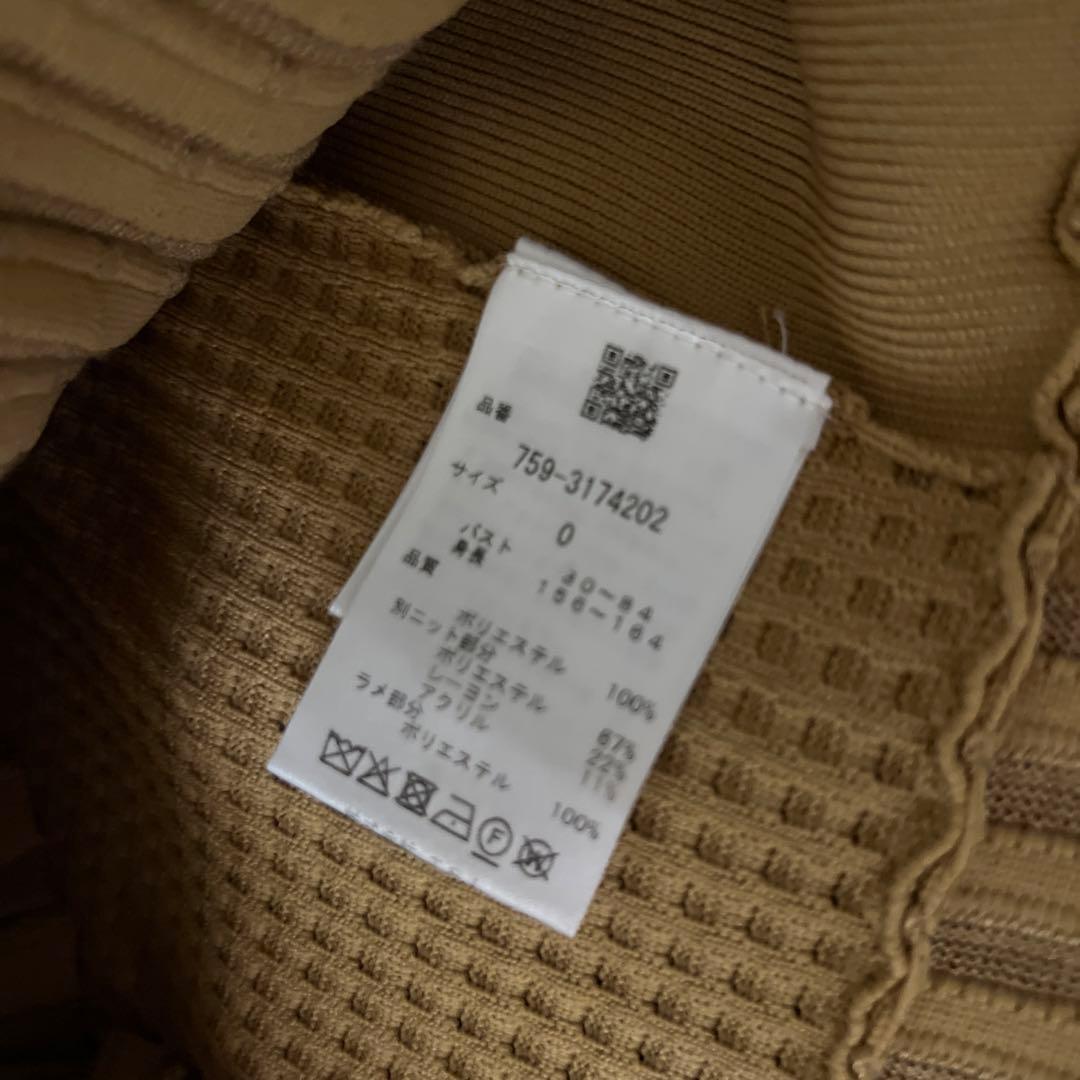 品番
759-3174202
サイズ
0
バスト 80～84
身長 156～164
品質
ポリエステル 100%
別ニット部分
ポリエステル 67%
レーヨン 22%
アクリル 11%
ラメ部分
ポリエステル 100%
F
W